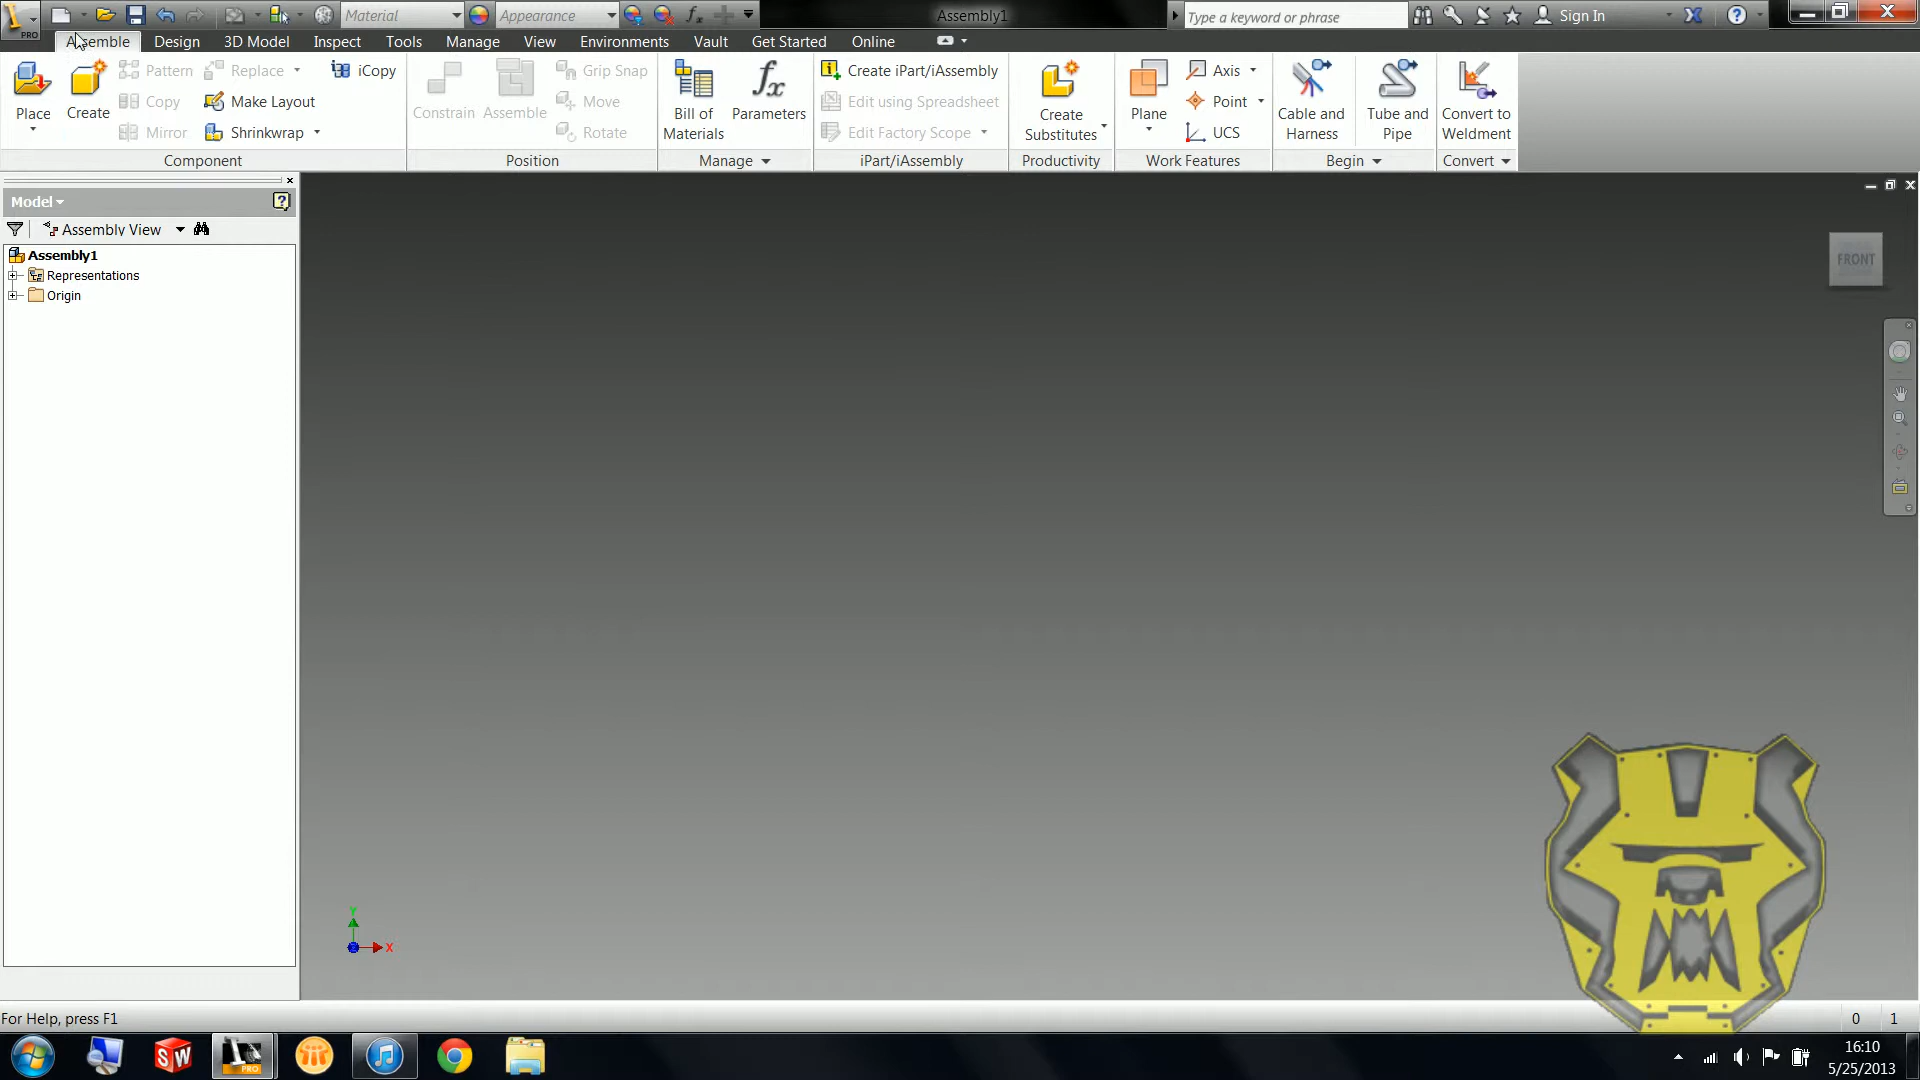 PRO
Material
Appearance
Assembly1
Type a keyword or phrase
Sign In
Assemble
Design
3D Model
Inspect
Tools
Manage
View
Environments
Vault
Get Started
Online
Place
Create
Pattern
Copy
Mirror
Replace
Make Layout
Shrinkwrap
iCopy
Component
Constrain
Assemble
Grip Snap
Move
Rotate
Position
Bill of
Materials
Parameters
Manage
Create iPart/iAssembly
Edit using Spreadsheet
Edit Factory Scope
iPart/iAssembly
Create
Substitutes
Productivity
Plane
Axis
Point
UCS
Work Features
Cable and
Harness
Tube and
Pipe
Begin
Convert to
Weldment
Convert
Model
Assembly View
Assembly1
Representations
Origin
FRONT
Y
X
For Help, press F1
0
1
SW
PRO
16:10
5/25/2013